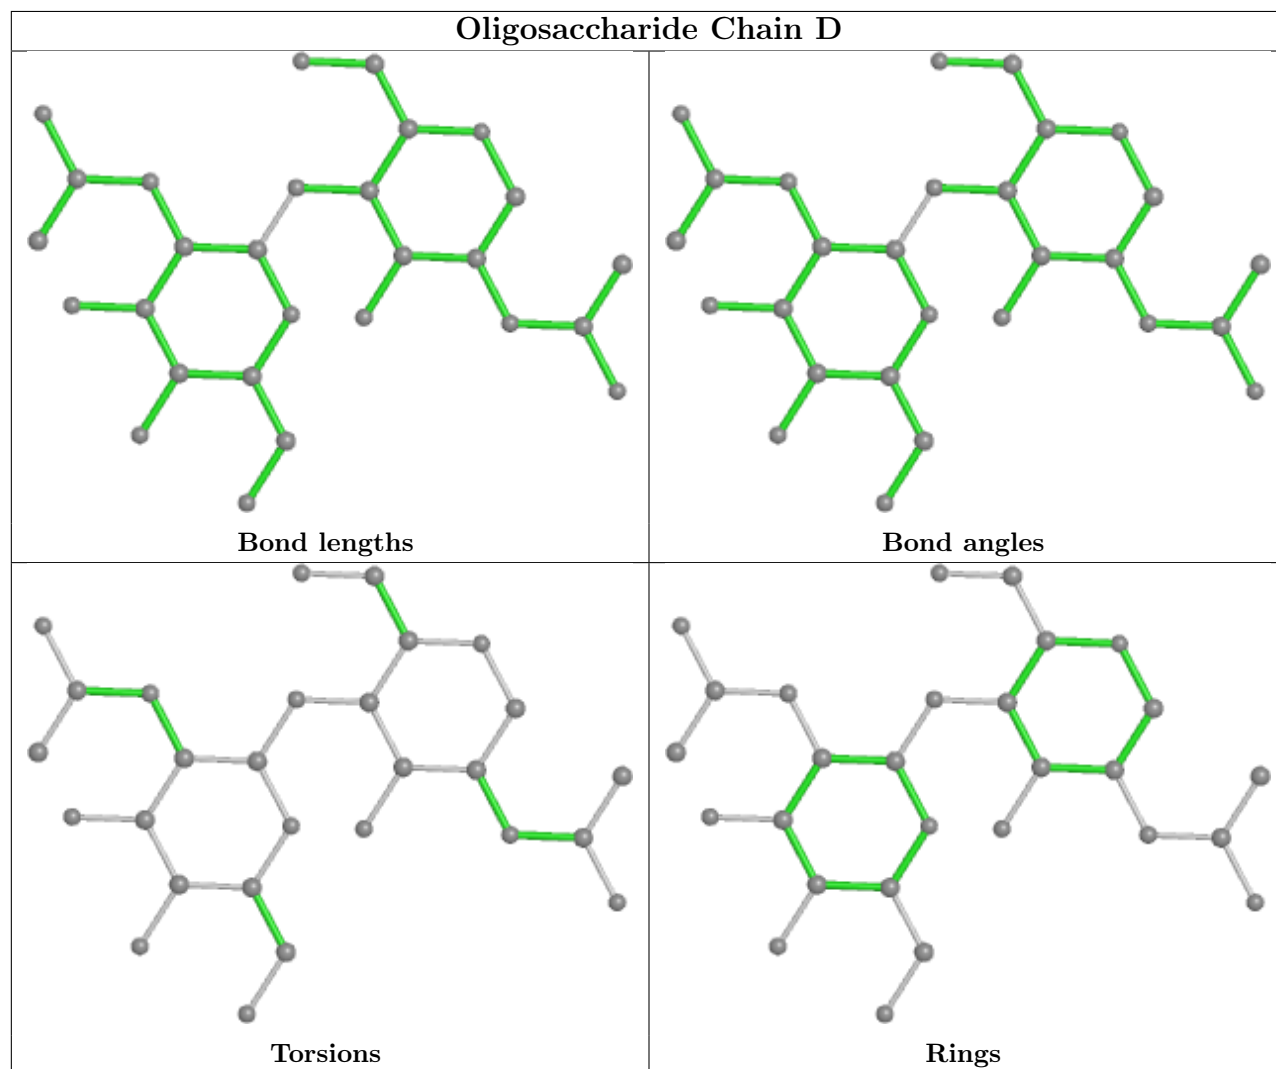 Oligosaccharide Chain D
Bond lengths
Bond angles
Torsions
Rings